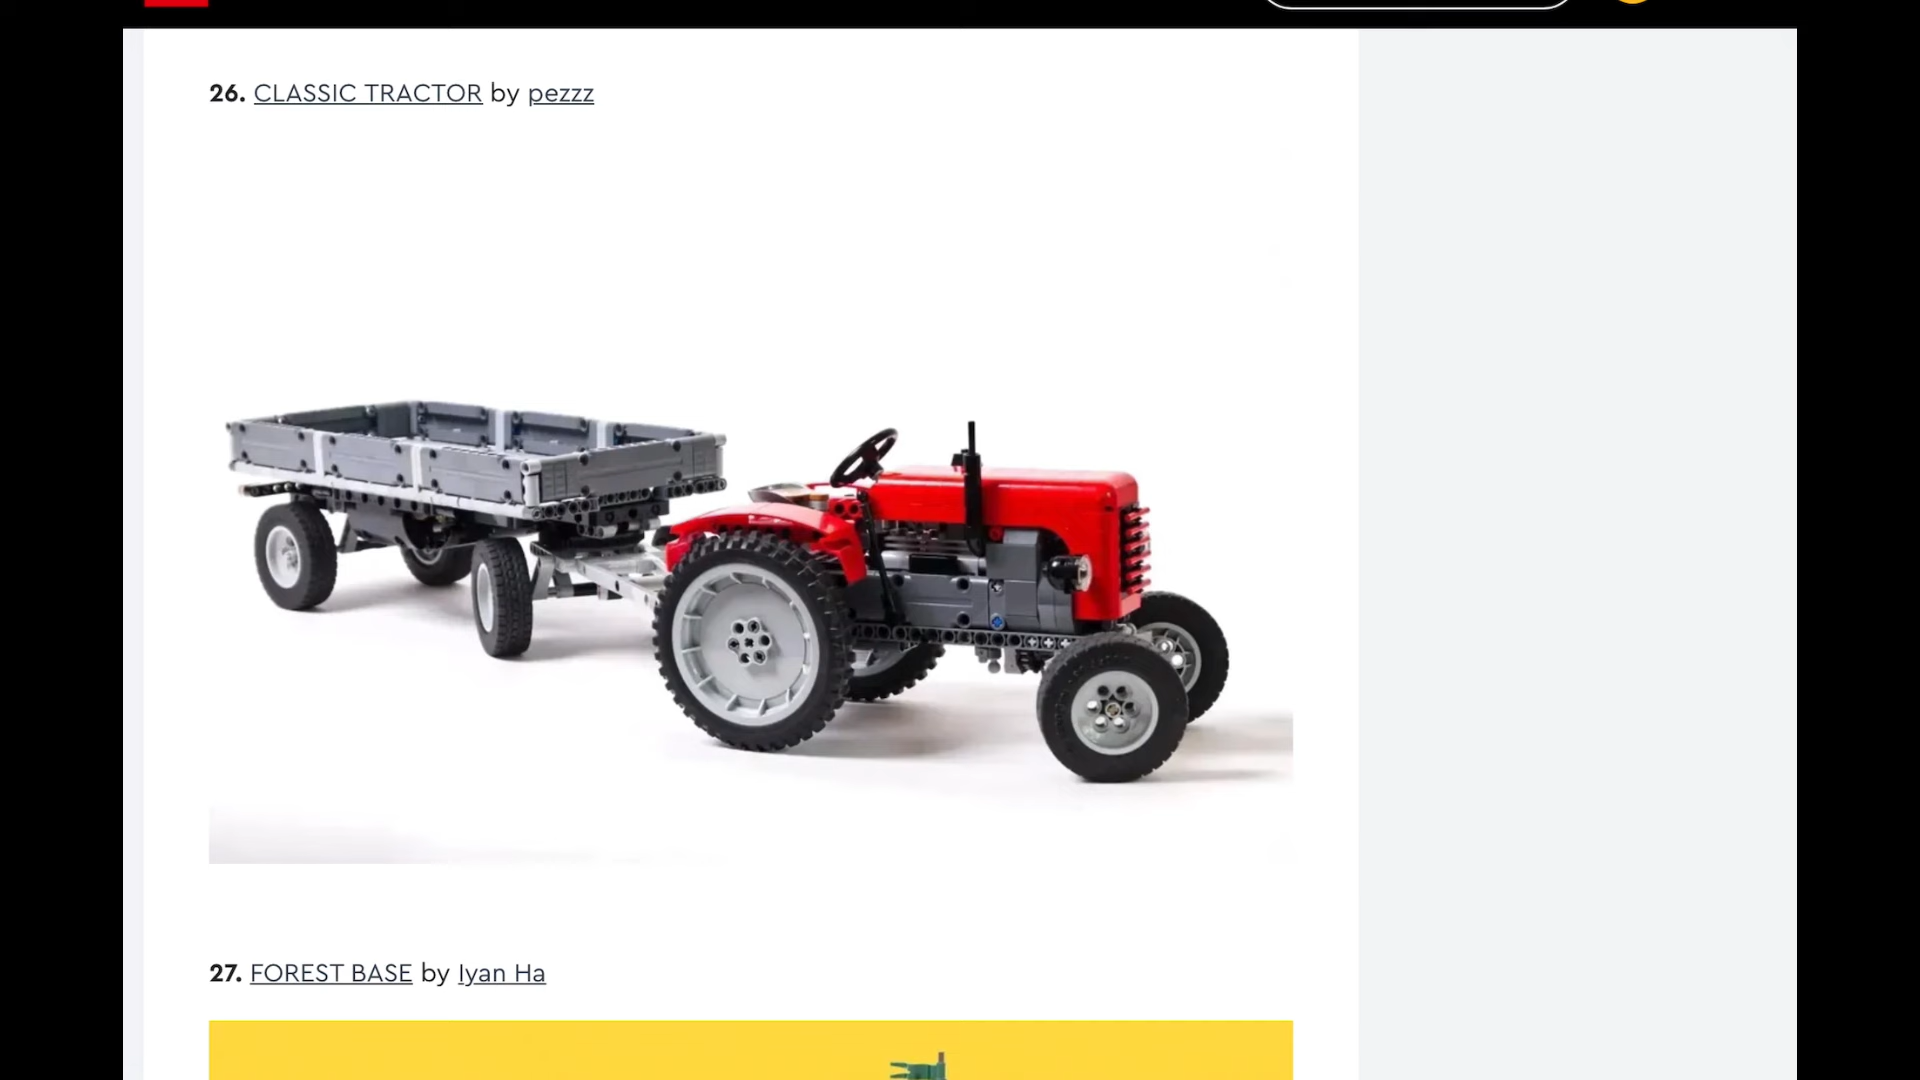 26. CLASSIC TRACTOR by pezzz
27. FOREST BASE by Iyan Ha